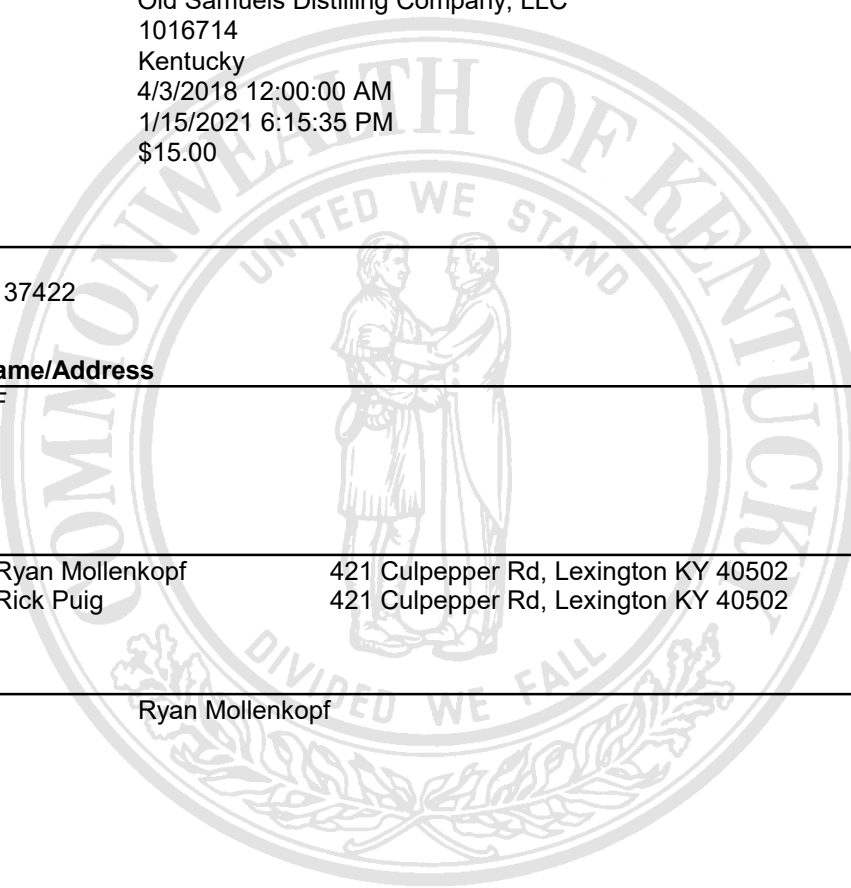 Old Samuels Distilling Company, LLC
1016714
Kentucky
4/3/2018 12:00:00 AM
1/15/2021 6:15:35 PM
$15.00
37422
ame/Address
Ryan Mollenkopf 421 Culpepper Rd, Lexington KY 40502
Rick Puig 421 Culpepper Rd, Lexington KY 40502
Ryan Mollenkopf
COMMONWEALTH OF KENTUCKY
UNITED WE STAND
DIVIDED WE FALL